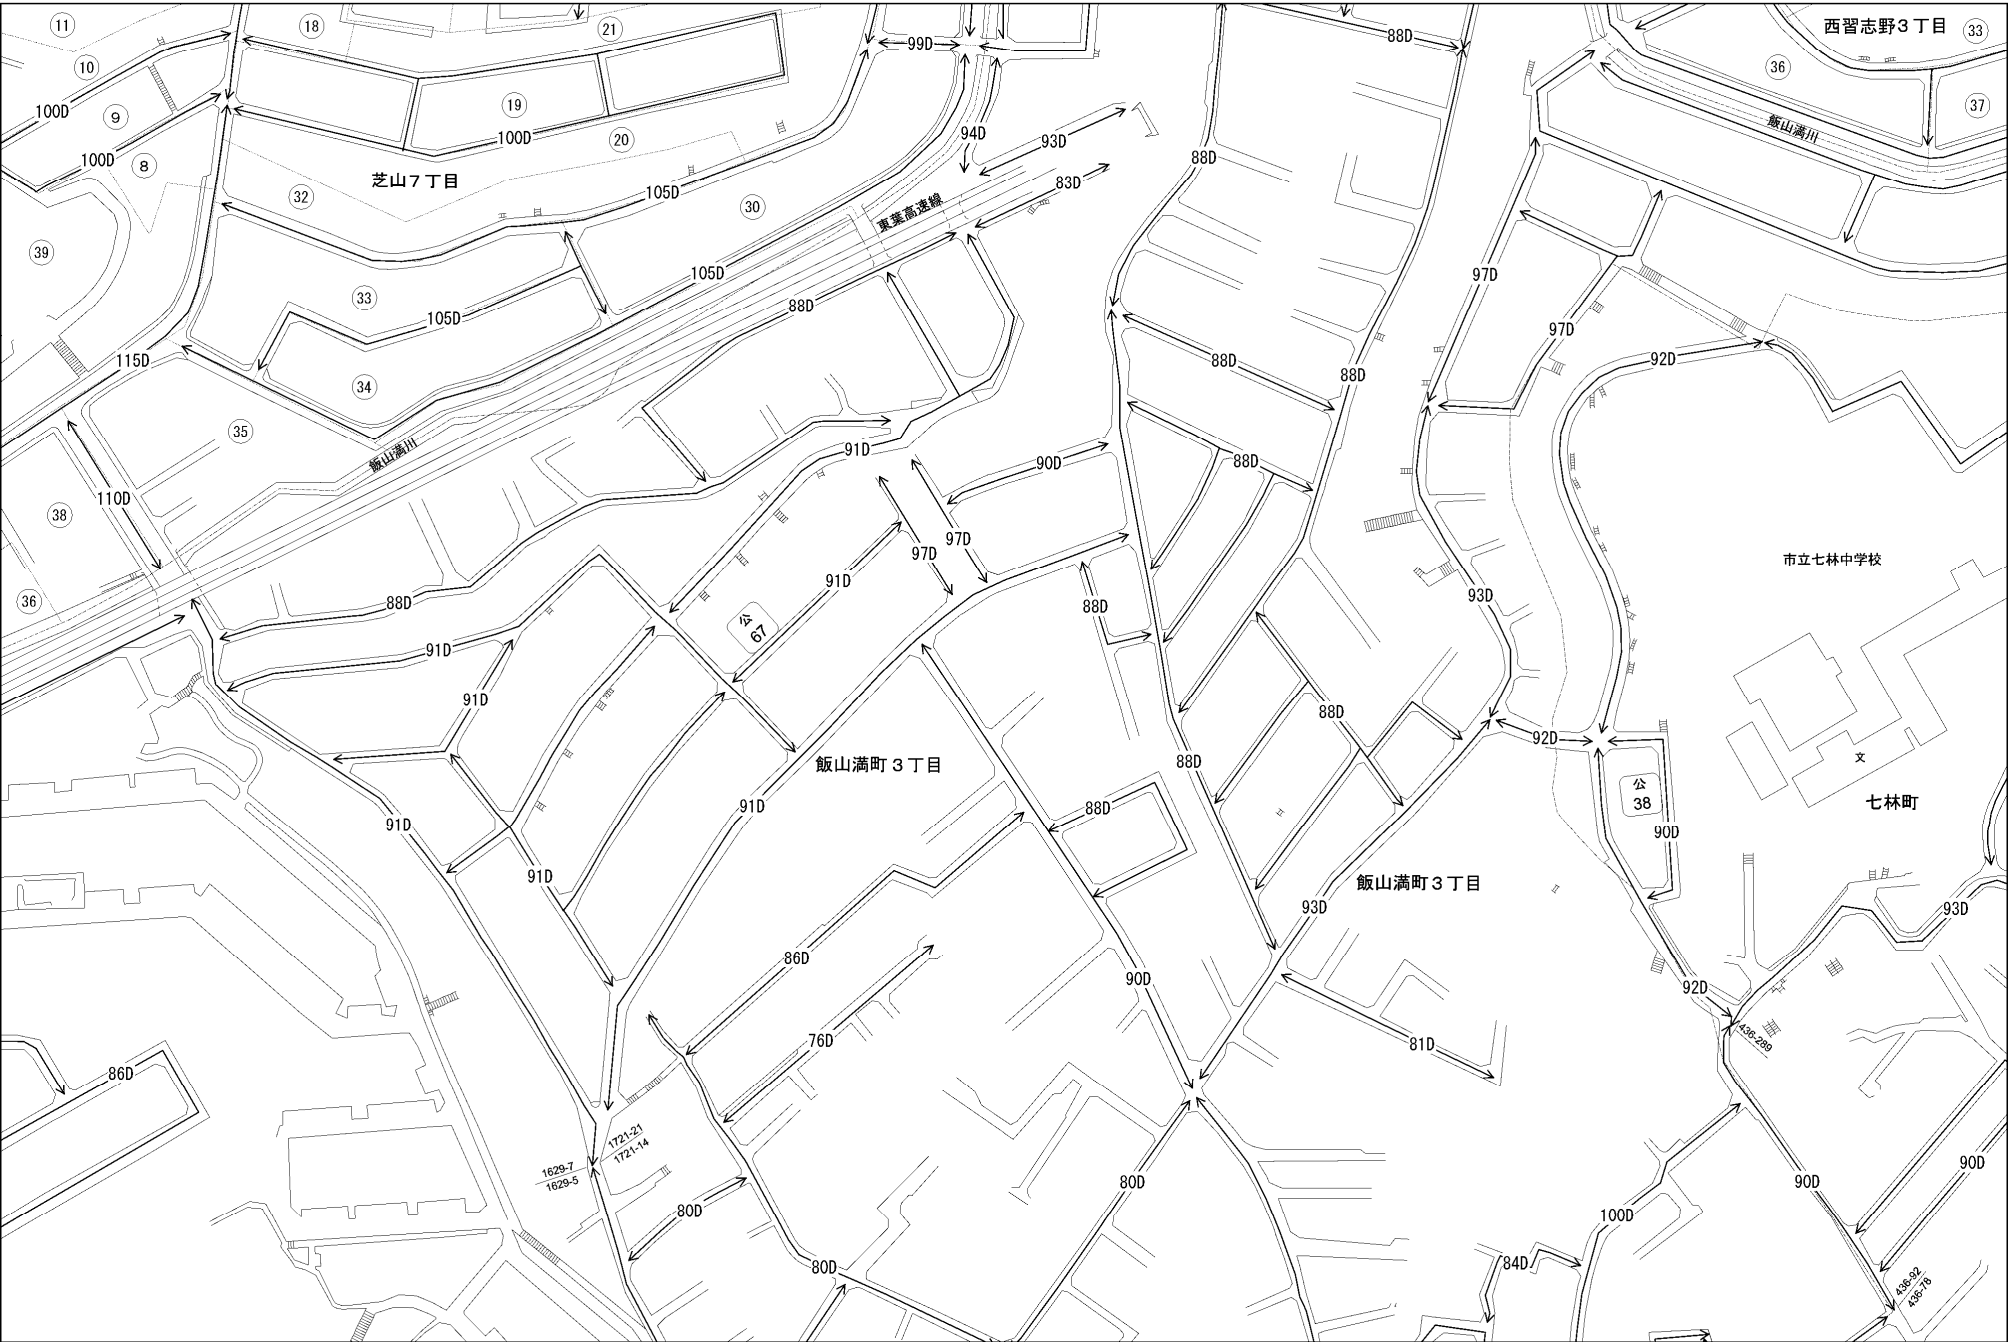 11
18
21
99D
88D
西習志野３丁目
33
10
36
100D
9
19
100D
20
94D
93D
飯山満川
37
100D
8
芝山７丁目
88D
32
105D
30
東葉高速線
83D
39
105D
97D
33
105D
88D
97D
115D
34
88D
88D
92D
35
飯山満川
91D
90D
88D
110D
38
97D
97D
市立七林中学校
36
88D
91D
公
67
88D
93D
91D
91D
88D
92D
飯山満町３丁目
88D
文
公
38
七林町
91D
91D
88D
90D
91D
飯山満町３丁目
93D
93D
86D
90D
92D
76D
81D
436-289
86D
1721-21
1721-14
1629-7
1629-5
80D
80D
90D
90D
80D
100D
84D
436-92
436-78